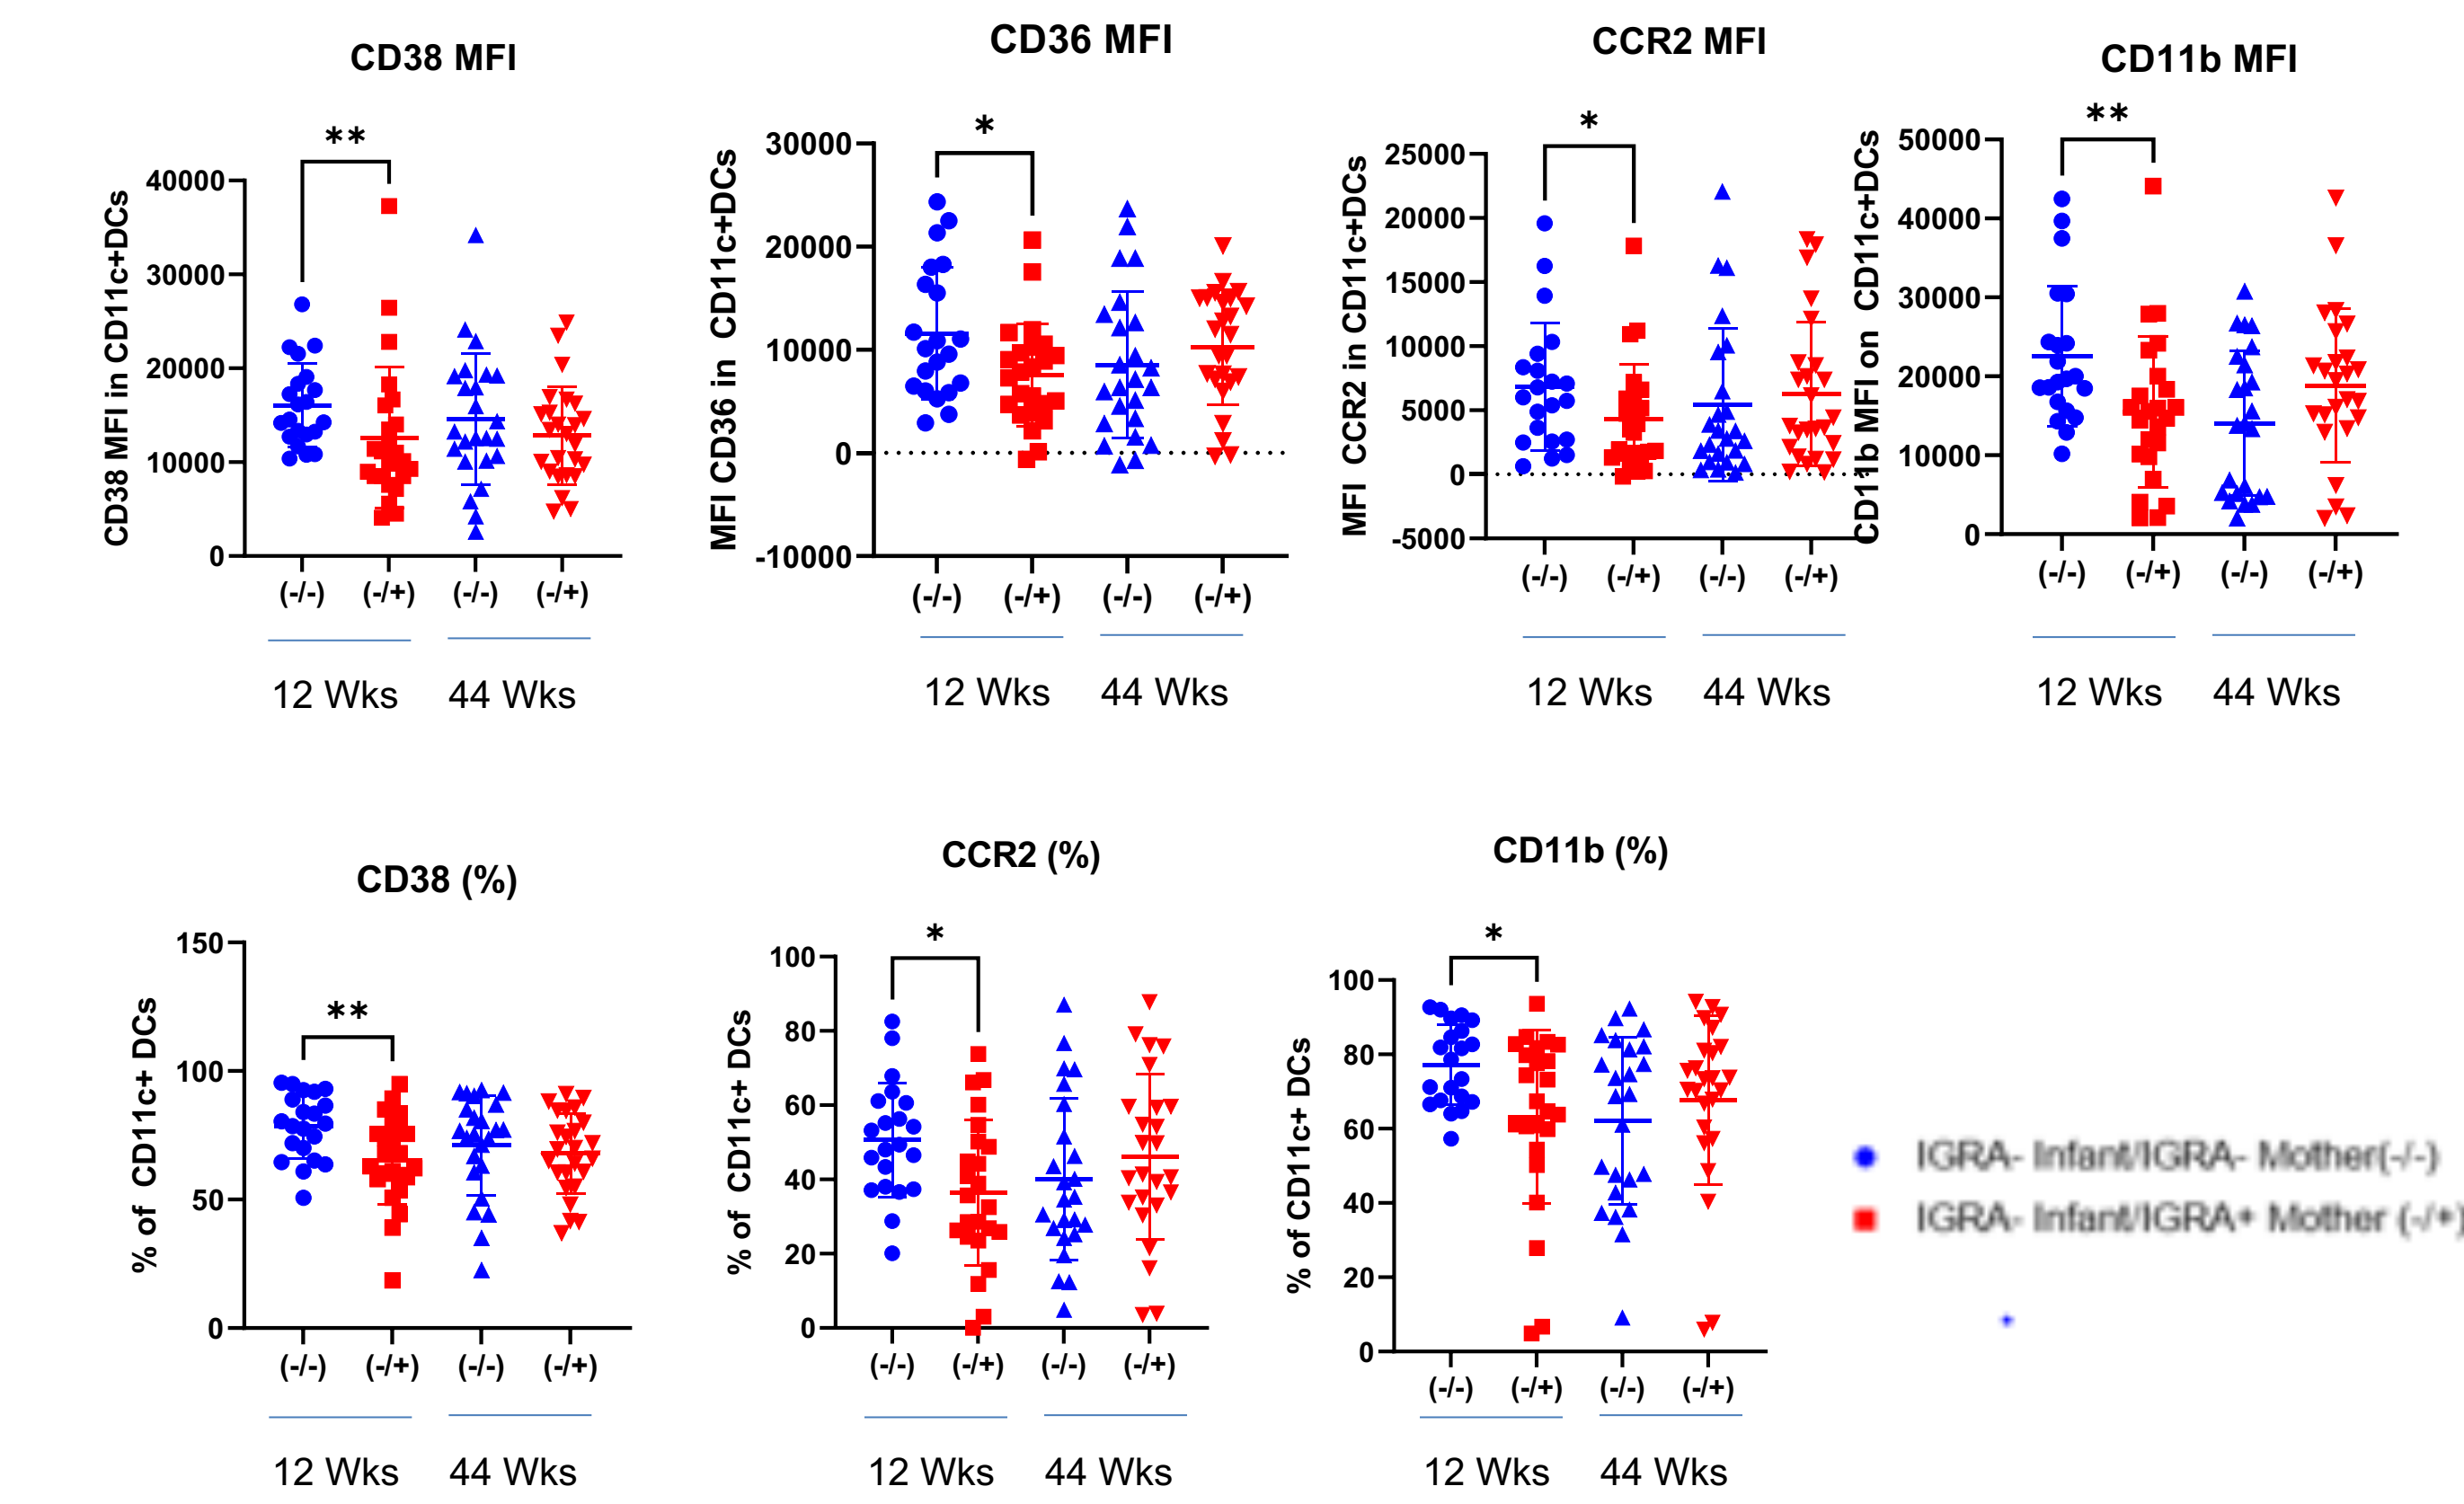 CD38 MFI
**
CD38 MFI in CD11c+DCs
40000
30000
20000
10000
0
(-/-) (-/+) (-/-) (-/+)
12 Wks 44 Wks
CD36 MFI
*
MFI CD36 in CD11c+DCs
30000
20000
10000
0
-10000
(-/-) (-/+) (-/-) (-/+)
12 Wks 44 Wks
CCR2 MFI
*
MFI CCR2 in CD11c+DCs
25000
20000
15000
10000
5000
0
-5000
(-/-) (-/+) (-/-) (-/+)
12 Wks 44 Wks
CD11b MFI
**
CD11b MFI on CD11c+DCs
50000
40000
30000
20000
10000
0
(-/-) (-/+) (-/-) (-/+)
12 Wks 44 Wks
CD38 (%)
**
% of CD11c+ DCs
150
100
50
0
(-/-) (-/+) (-/-) (-/+)
12 Wks 44 Wks
CCR2 (%)
*
% of CD11c+ DCs
100
80
60
40
20
0
(-/-) (-/+) (-/-) (-/+)
12 Wks 44 Wks
CD11b (%)
*
% of CD11c+ DCs
100
80
60
40
20
0
(-/-) (-/+) (-/-) (-/+)
12 Wks 44 Wks
IGRA- Infant/IGRA- Mother(-/-)
IGRA- Infant/IGRA+ Mother (-/+)